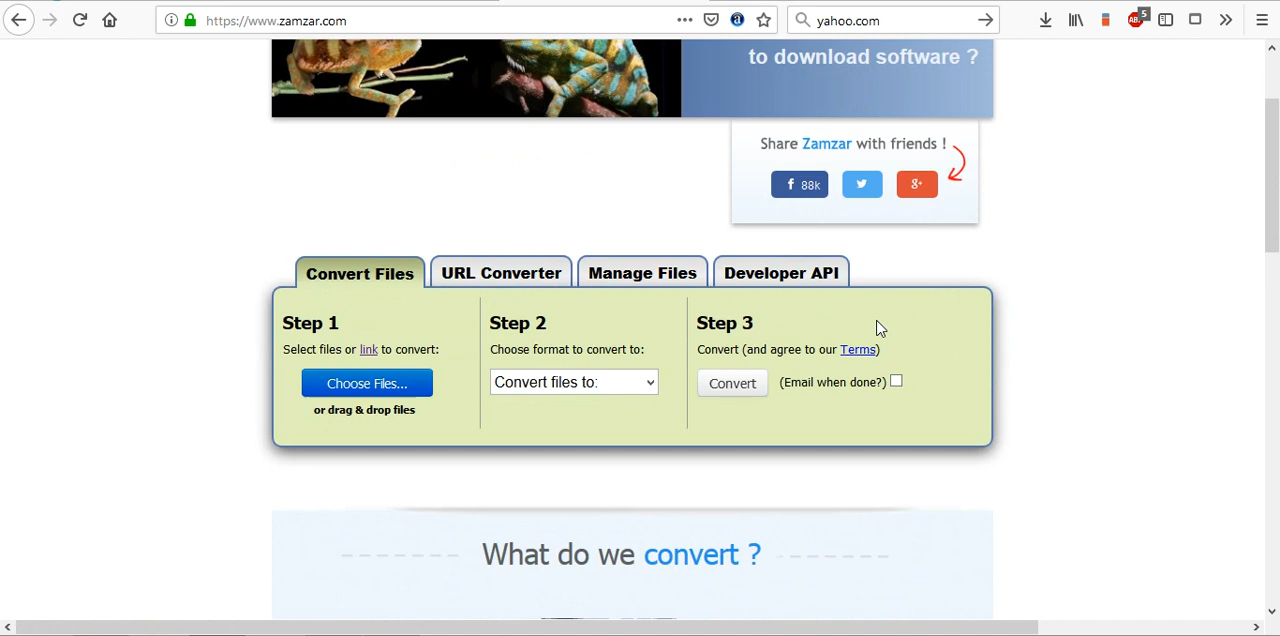 https://www.zamzar.com
yahoo.com
5
ABP
to download software ?
Share Zamzar with friends !
f 88k
g+
Convert Files
URL Converter
Manage Files
Developer API
Step 1
Select files or link to convert:
Choose Files...
or drag & drop files
Step 2
Choose format to convert to:
Convert files to:
Step 3
Convert (and agree to our Terms)
Convert
(Email when done?)
What do we convert ?